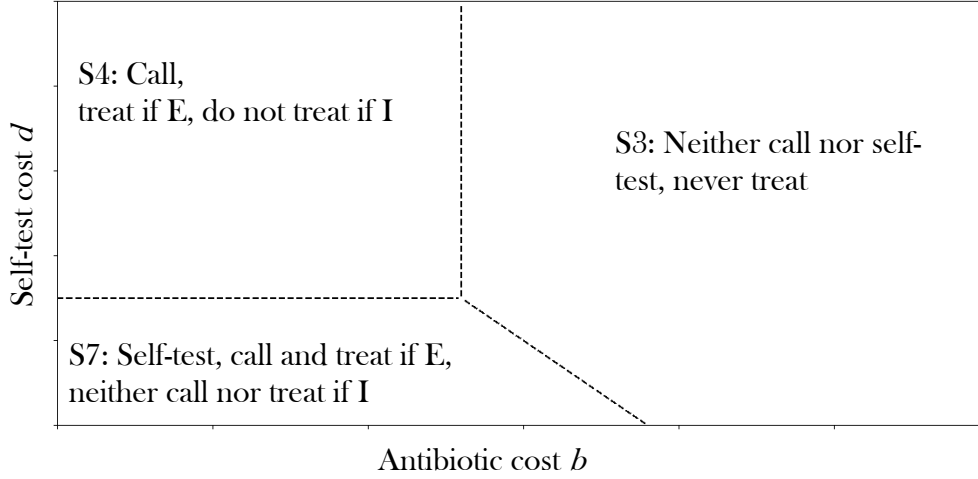 S4: Call,
treat if E, do not treat if I
S3: Neither call nor self-
test, never treat
Self-test cost d
S7: Self-test, call and treat if E,
neither call nor treat if I
Antibiotic cost b